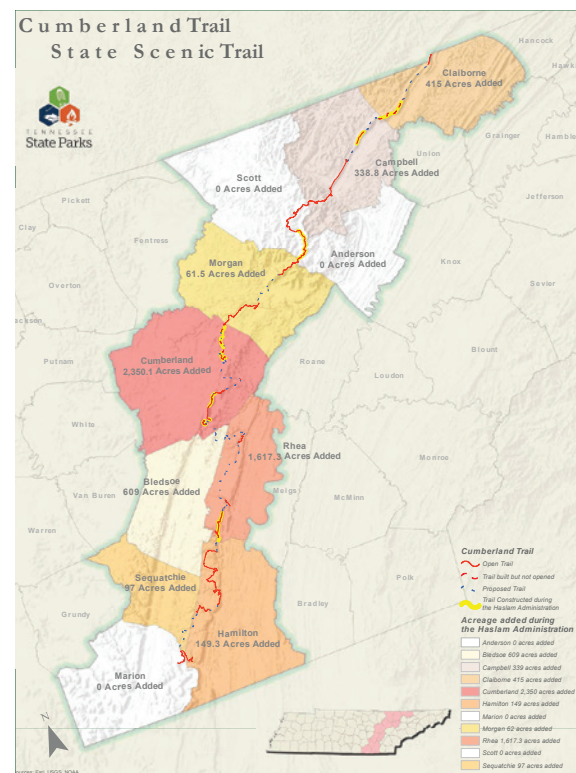 Cumberland Trail
State Scenic Trail
TENNESSEE
State Parks
Hancock
Claiborne
415 Acres Added
Grainger
Union
Campbell
338.8 Acres Added
Scott
0 Acres Added
Jefferson
Pickett
Clay
Fentress
Anderson
0 Acres Added
Knox
Morgan
61.5 Acres Added
Sevier
Overton
Cumberland
2,350.1 Acres Added
Putnam
Roane
Blount
Loudon
White
Rhea
1,617.3 Acres Added
Monroe
Bledsoe
609 Acres Added
Meigs
McMinn
Van Buren
Warren
Sequatchie
97 Acres Added
Polk
Grundy
Bradley
Hamilton
149.3 Acres Added
Marion
0 Acres Added
Cumberland Trail
Open Trail
Trail built but not opened
Proposed Trail
Trail Constructed during
the Haslam Administration
Acreage added during
the Haslam Administration
Anderson 0 acres added
Bledsoe 609 acres added
Campbell 339 acres added
Claiborne 415 acres added
Cumberland 2,350 acres added
Hamilton 149 acres added
Marion 0 acres added
Morgan 62 acres added
Rhea 1,617.3 acres added
Scott 0 acres added
Sequatchie 97 acres added
N